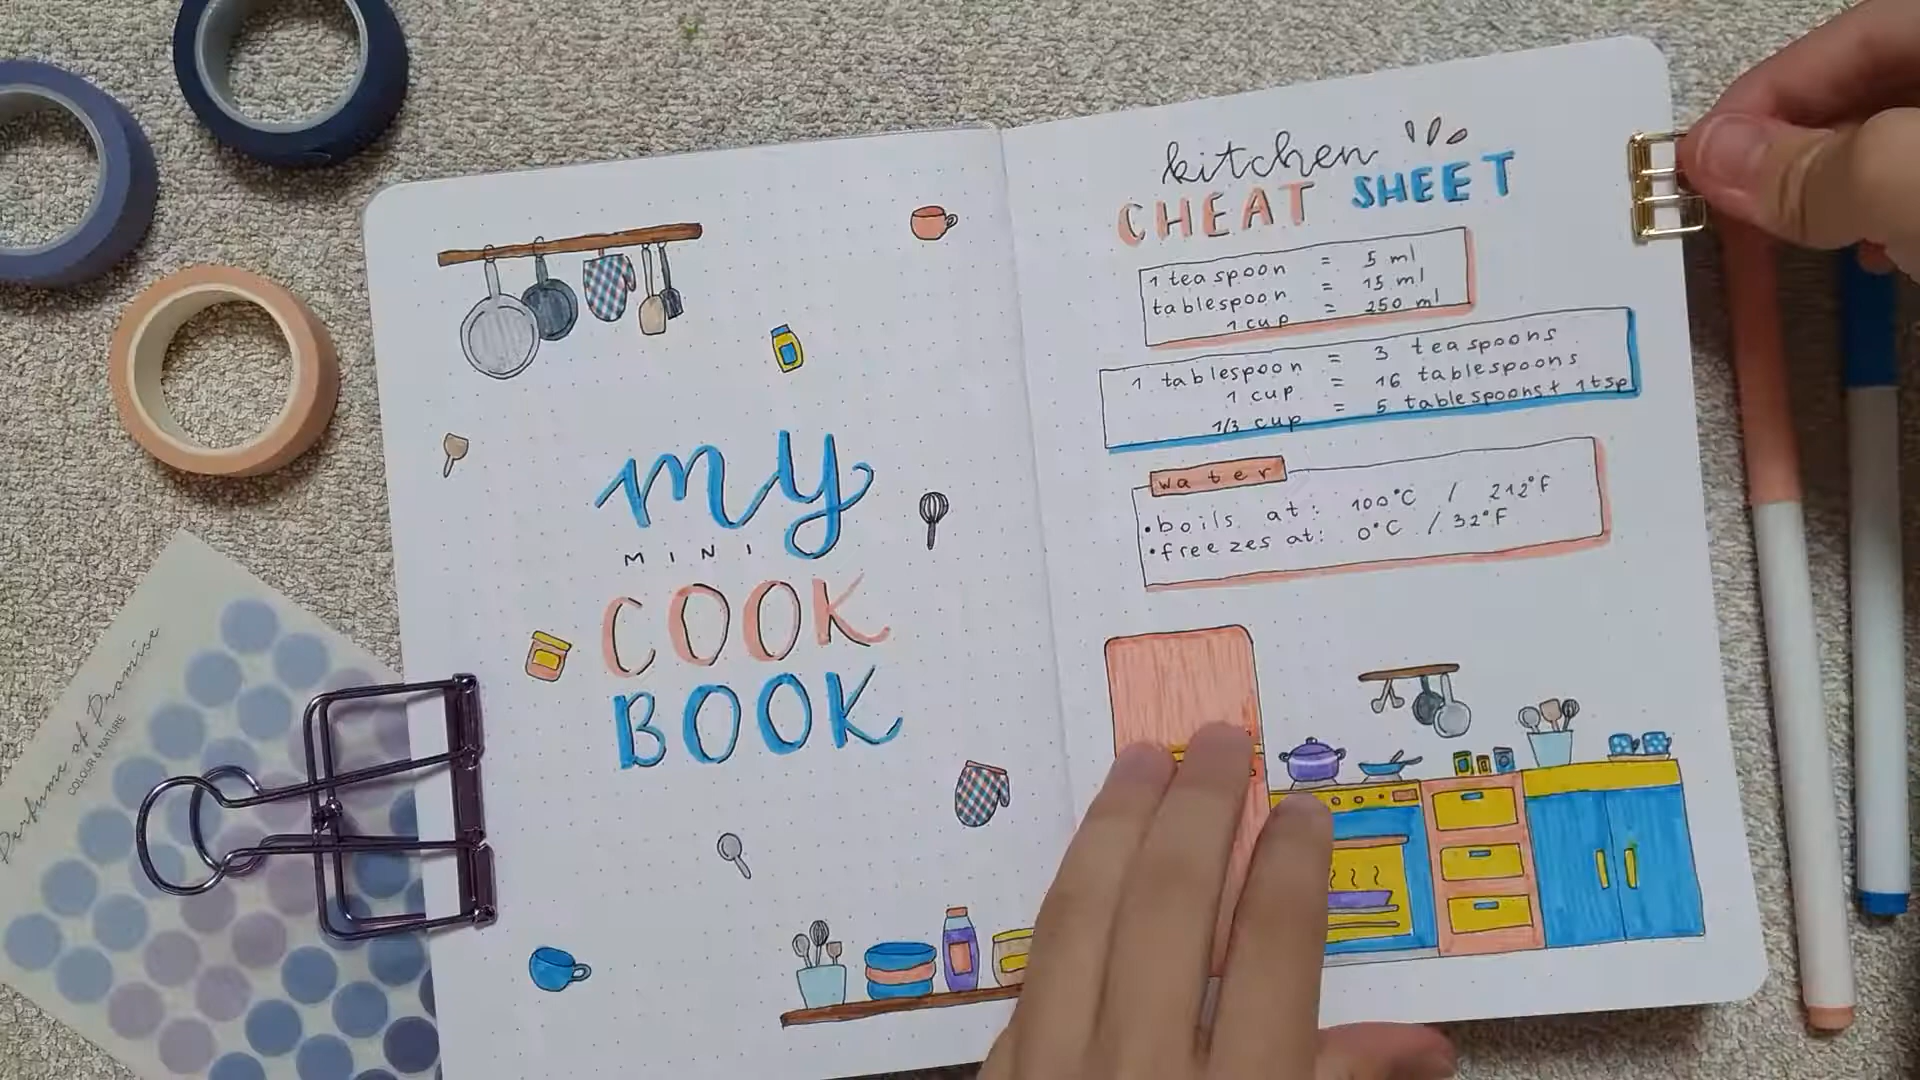 my
MINI
COOK
BOOK
kitchen
CHEAT SHEET
1 teaspoon = 5 ml
tablespoon = 15 ml
1 cup = 250 ml
1 tablespoon = 3 teaspoons
1 cup = 16 tablespoons
1/3 cup = 5 tablespoons + 1 tsp
water
• boils at: 100°C / 212°F
• freezes at: 0°C / 32°F
Perfume of Promise
COLOUR & NATURE